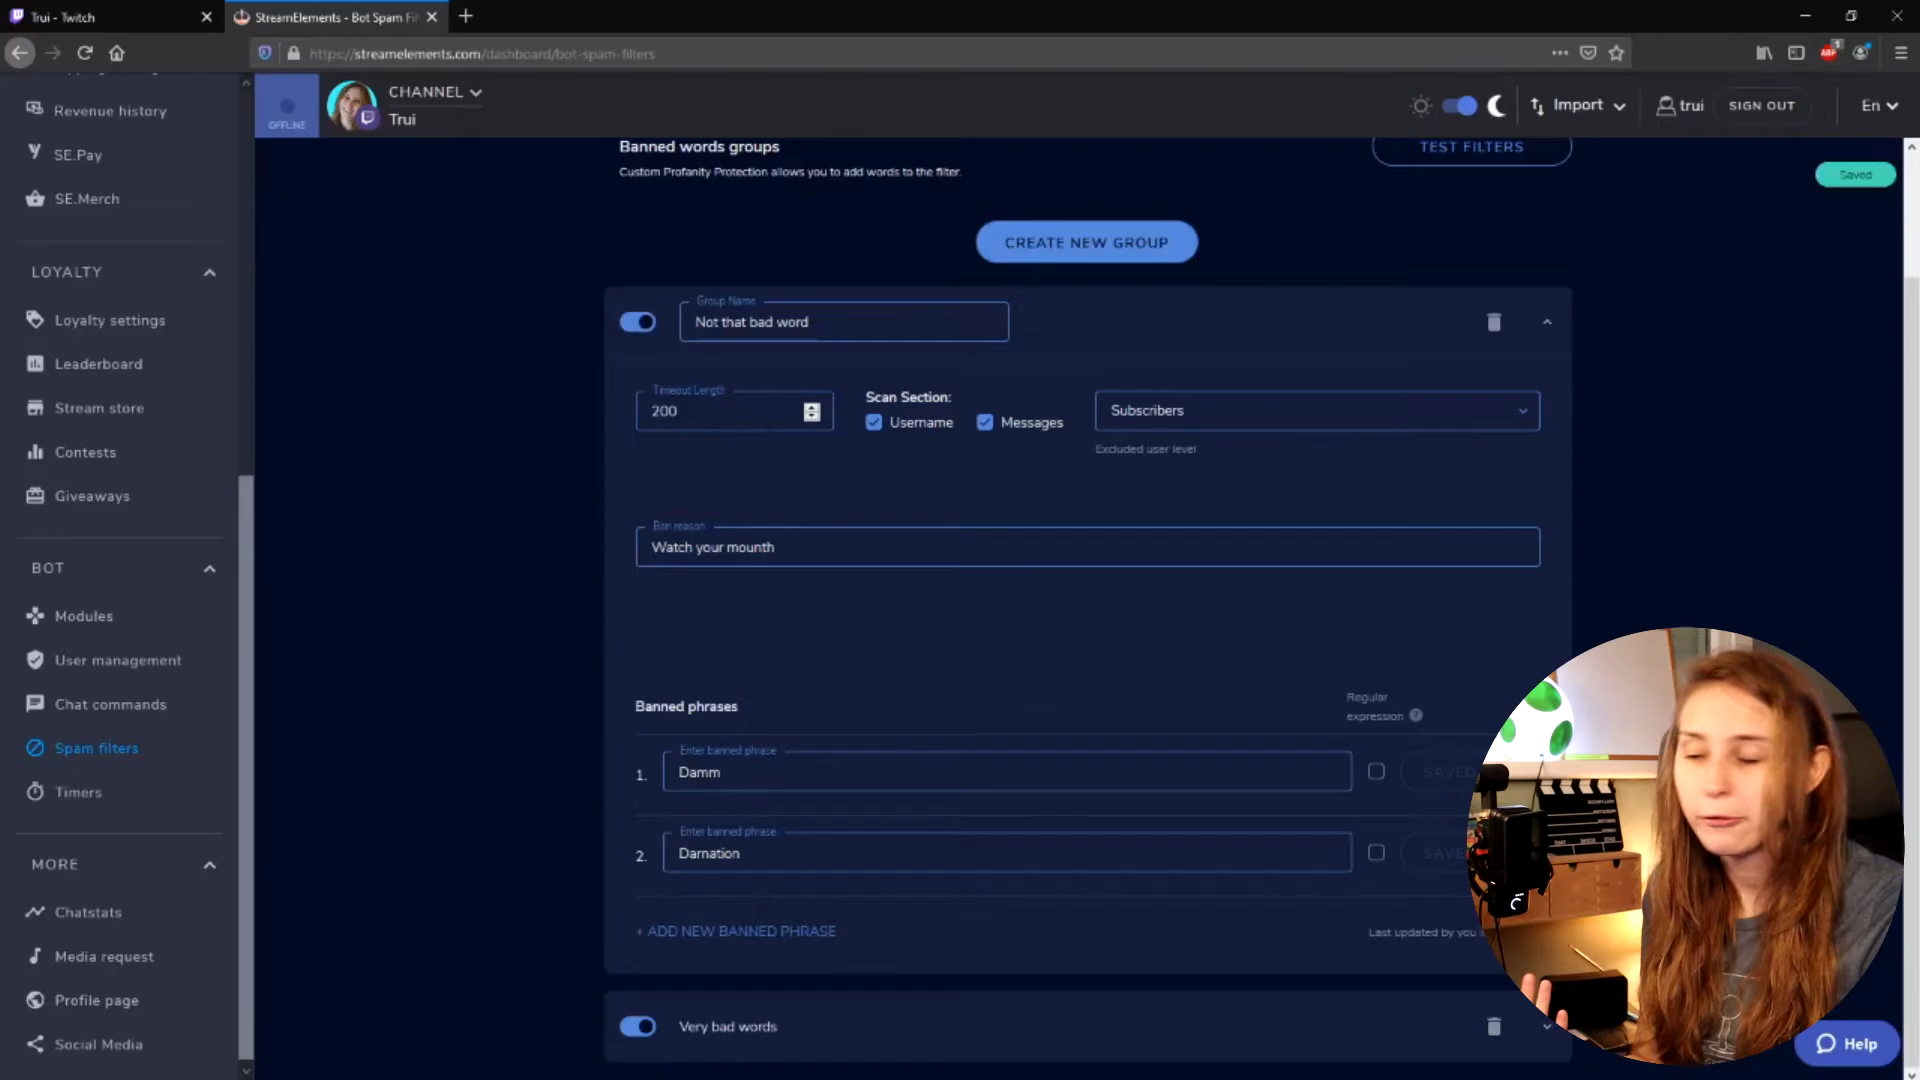 Trui - Twitch
StreamElements - Bot Spam Fi
https://streamelements.com/dashboard/bot-spam-filters
ABP
1
OFFLINE
CHANNEL
Trui
Import
trui
SIGN OUT
En
Revenue history
SE.Pay
SE.Merch
LOYALTY
Loyalty settings
Leaderboard
Stream store
Contests
Giveaways
BOT
Modules
User management
Chat commands
Spam filters
Timers
MORE
Chatstats
Media request
Profile page
Social Media
Banned words groups
Custom Profanity Protection allows you to add words to the filter.
TEST FILTERS
Saved
CREATE NEW GROUP
Group Name
Not that bad word
Timeout Length
200
Scan Section:
Username
Messages
Subscribers
Excluded user level
Ban reason
Watch your mounth
Banned phrases
Regular
expression
1.
Enter banned phrase
Damm
SAVED
2.
Enter banned phrase
Darnation
+ ADD NEW BANNED PHRASE
Last updated by you
Very bad words
Help